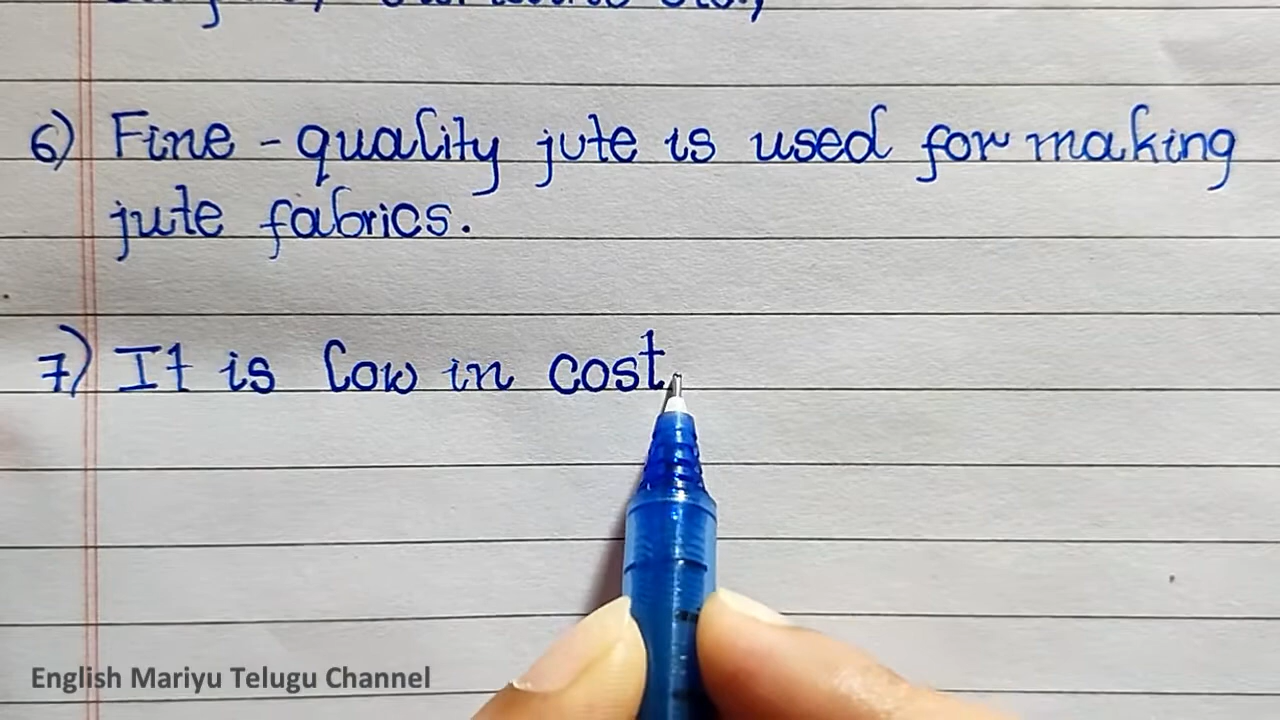 6) Fine - quality jute is used for making
jute fabrics.
7) It is low in cost
English Mariyu Telugu Channel